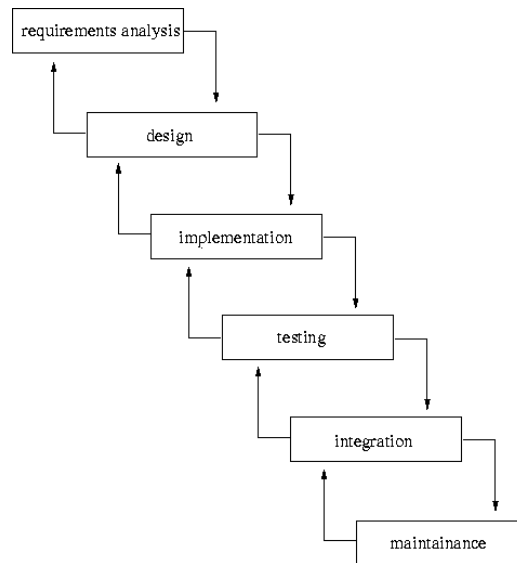 requirements analysis
design
implementation
testing
integration
maintainance